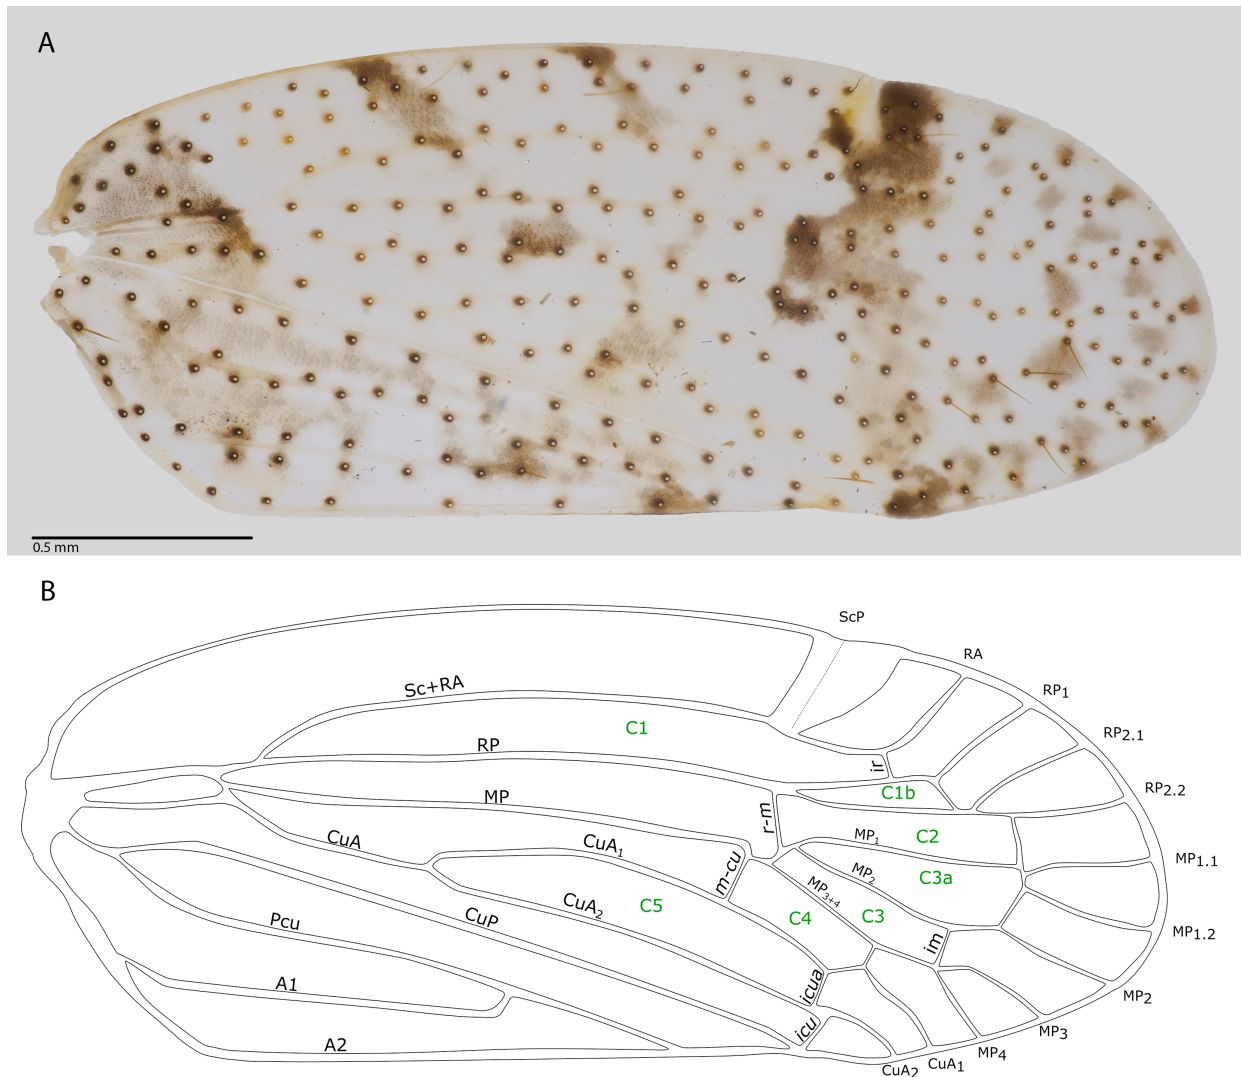 A
0.5 mm
B
ScP
RA
Sc+RA
RP1
C1
RP2.1
RP
ir
RP2.2
C1b
MP
r-m
MP1
C2
CuA
CuA1
MP1.1
m-cu
MP2
C3a
MP3+4
CuA2
C5
C4
C3
Pcu
CuP
MP1.2
im
A1
icua
MP2
icu
MP3
A2
MP4
CuA1
CuA2